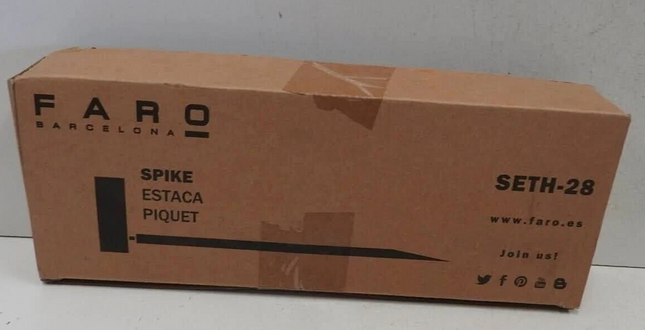 FARO
BARCELONA
SPIKE
ESTACA
PIQUET
SETH-28
www.faro.es
Join us!